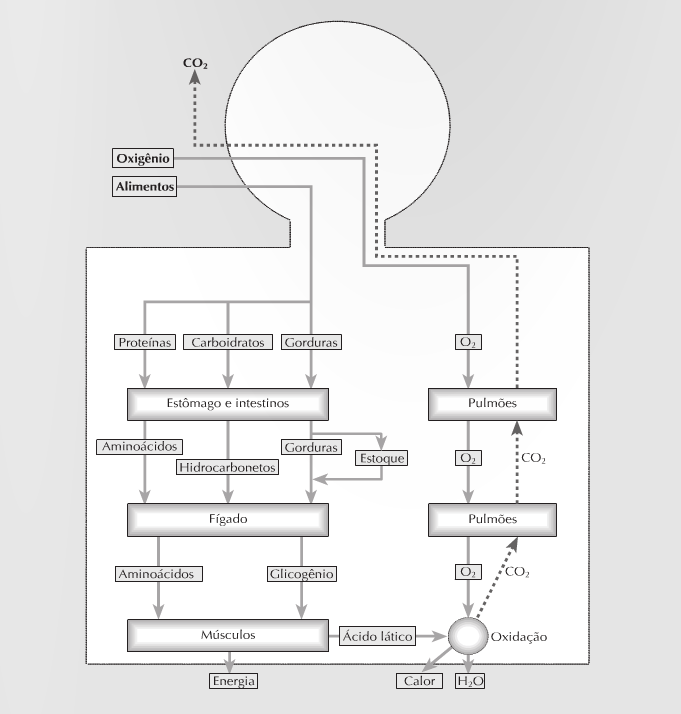 CO₂
Oxigênio
Alimentos
Proteínas Carboidratos Gorduras O₂
Estômago e intestinos Pulmões
Aminoácidos Gorduras
Hidrocarbonetos Estoque O₂ CO₂
Fígado Pulmões
Aminoácidos Glicogênio O₂ CO₂
Músculos Ácido lático Oxidação
Energia Calor H₂O